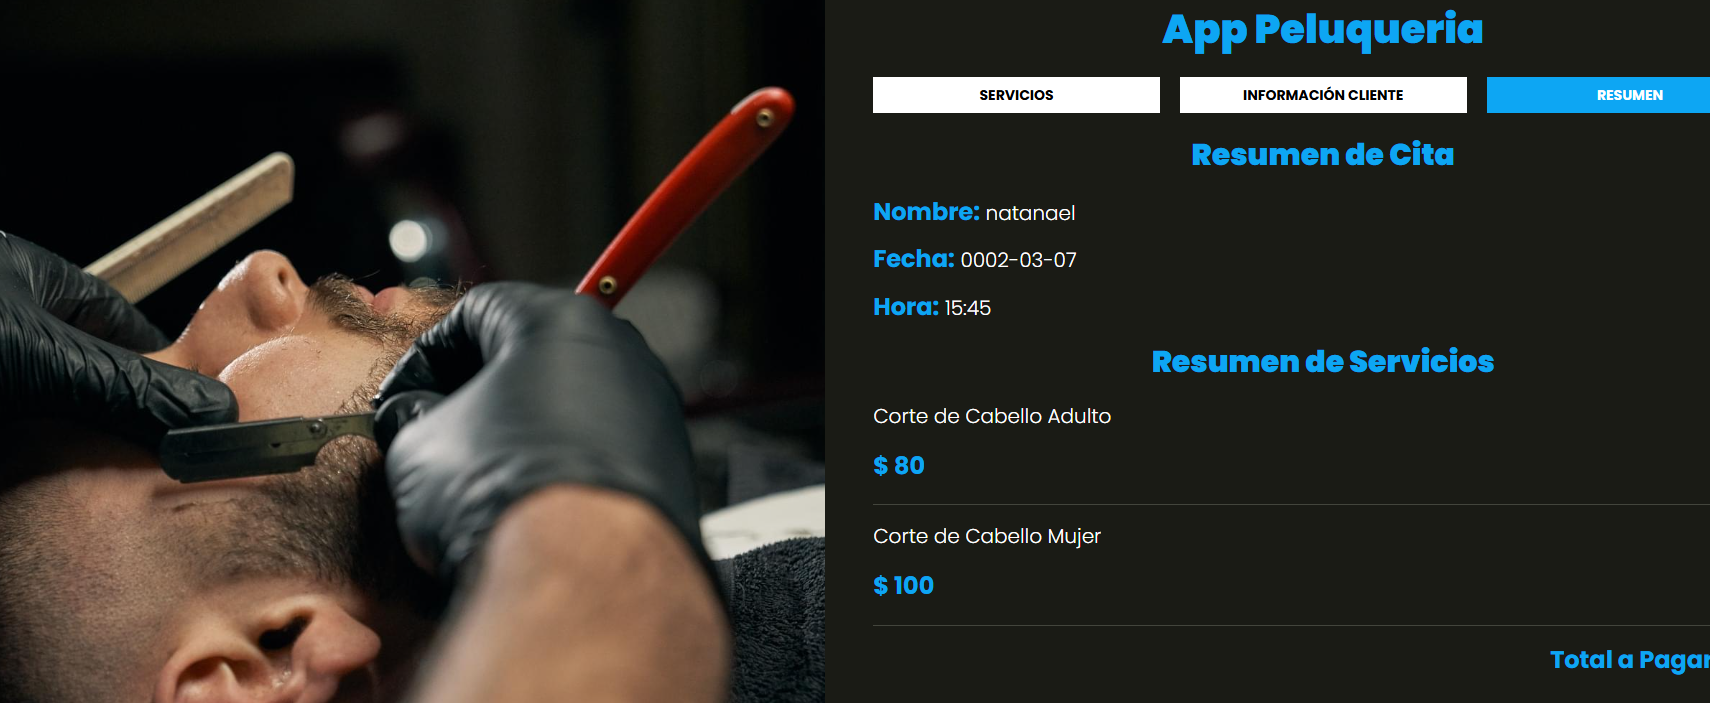 App Peluqueria
SERVICIOS
INFORMACIÓN CLIENTE
RESUMEN
Resumen de Cita
Nombre: natanael
Fecha: 0002-03-07
Hora: 15:45
Resumen de Servicios
Corte de Cabello Adulto
$ 80
Corte de Cabello Mujer
$ 100
Total a Pagar